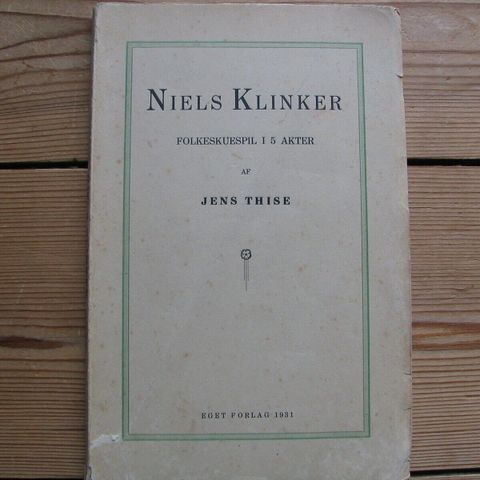 NIELS KLINKER
FOLKESKUESPIL I 5 AKTER
AF
JENS THISE
EGET FORLAG 1931